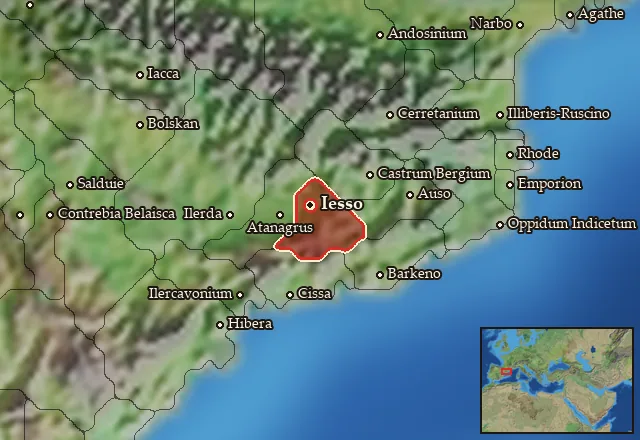 Agathe
Narbo
Andosinium
Iacca
Cerretanium
Illiberis-Ruscino
Bolskan
Rhode
Castrum Bergium
Salduie
Emporion
Auso
Iesso
Contrebia Belaisca
Ilerda
Atanagrus
Oppidum Indicetum
Barkeno
Ilercavonium
Cissa
Hibera